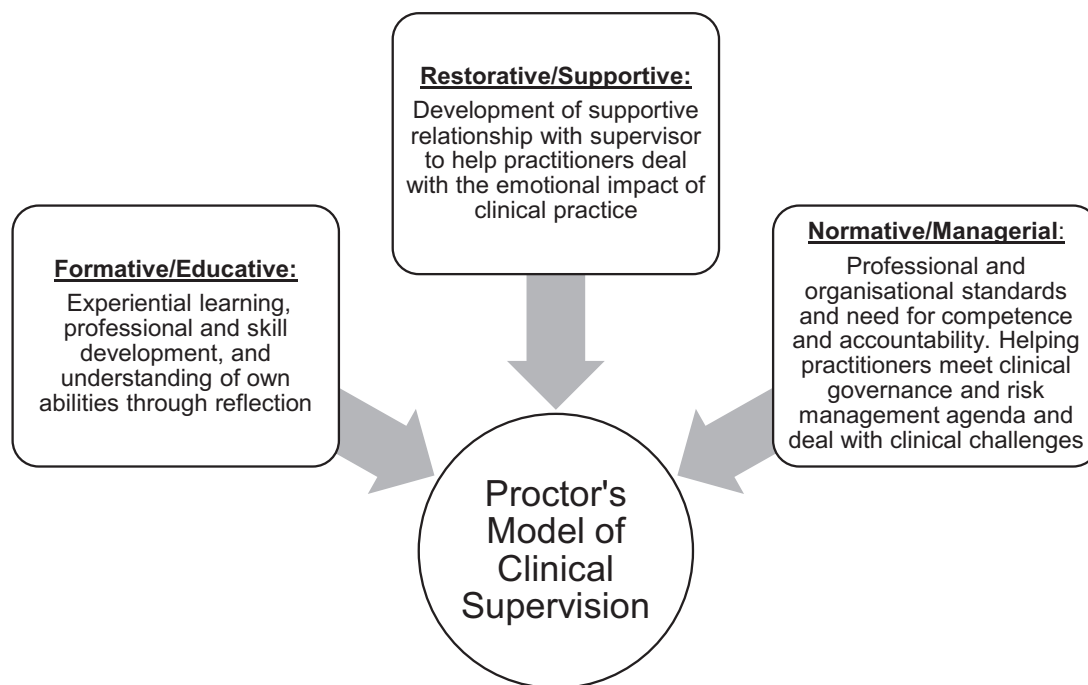 Restorative/Supportive:
Development of supportive
relationship with supervisor
to help practitioners deal
with the emotional impact of
clinical practice
Formative/Educative:
Experiential learning,
professional and skill
development, and
understanding of own
abilities through reflection
Normative/Managerial:
Professional and
organisational standards
and need for competence
and accountability. Helping
practitioners meet clinical
governance and risk
management agenda and
deal with clinical challenges
Proctor's
Model of
Clinical
Supervision